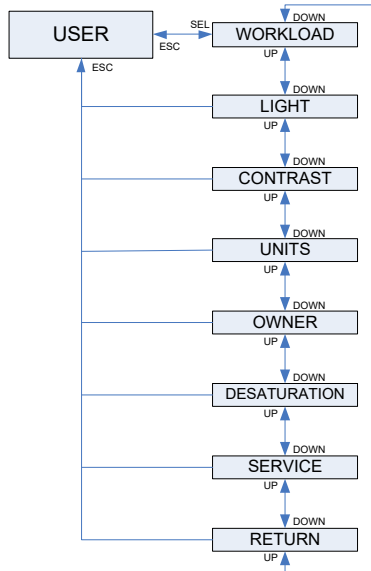 DOWN
USER
SEL
WORKLOAD
ESC
UP
ESC
DOWN
LIGHT
UP
DOWN
CONTRAST
UP
DOWN
UNITS
UP
DOWN
OWNER
UP
DOWN
DESATURATION
UP
DOWN
SERVICE
UP
DOWN
RETURN
UP